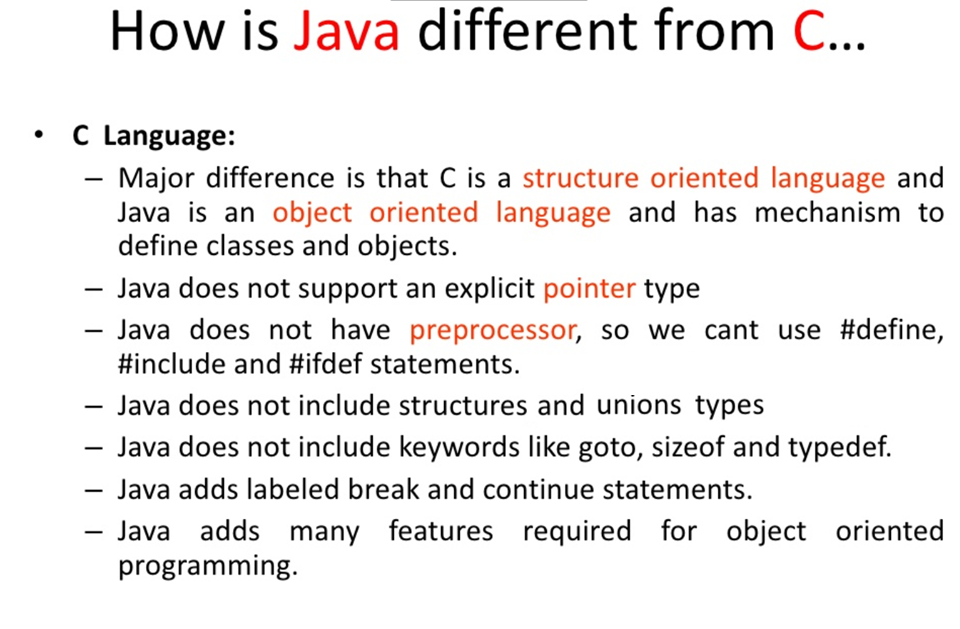 How is Java different from C...
• C Language:
– Major difference is that C is a structure oriented language and
Java is an object oriented language and has mechanism to
define classes and objects.
– Java does not support an explicit pointer type
– Java does not have preprocessor, so we cant use #define,
#include and #ifdef statements.
– Java does not include structures and unions types
– Java does not include keywords like goto, sizeof and typedef.
– Java adds labeled break and continue statements.
– Java adds many features required for object oriented
programming.